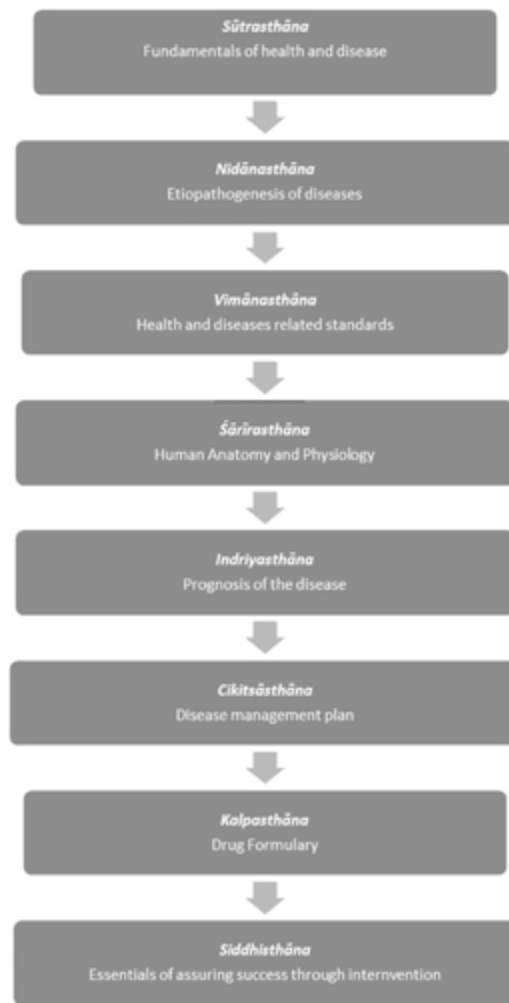 Sūtrasthāna
Fundamentals of health and disease
Nidānasthāna
Etiopathogenesis of diseases
Vimānasthāna
Health and diseases related standards
Śārīrasthāna
Human Anatomy and Physiology
Indriyasthāna
Prognosis of the disease
Cikitsāsthāna
Disease management plan
Kalpasthāna
Drug Formulary
Siddhisthāna
Essentials of assuring success through internvention